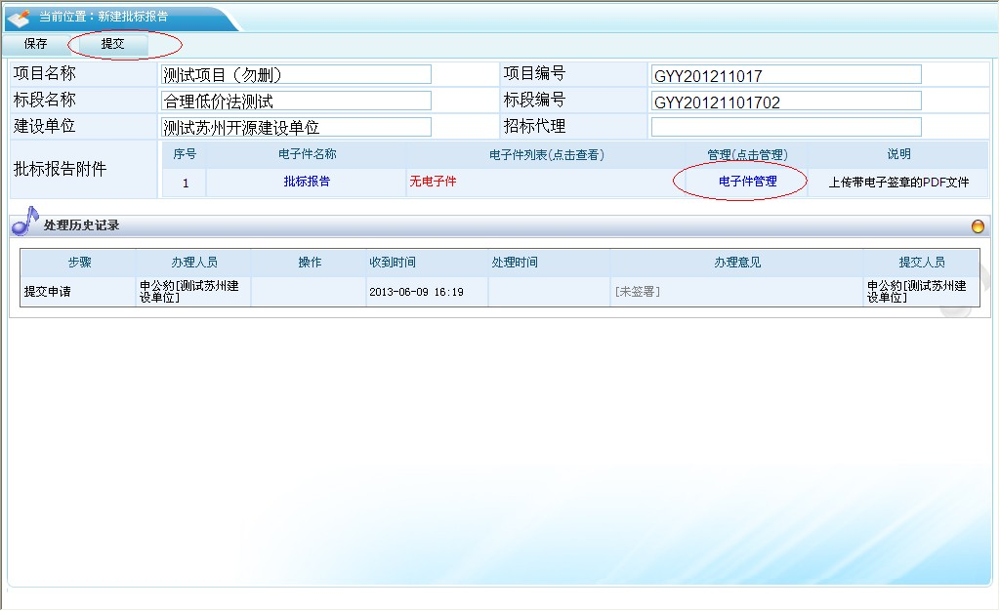 当前位置：新建批标报告
保存 提交
项目名称 测试项目（勿删） 项目编号 GYY201211017
标段名称 合理低价法测试 标段编号 GYY20121101702
建设单位 测试苏州开源建设单位 招标代理
批标报告附件
序号 电子件名称 电子件列表(点击查看) 管理(点击管理) 说明
1 批标报告 无电子件 电子件管理 上传带电子签章的PDF文件
处理历史记录
步骤 办理人员 操作 收到时间 处理时间 办理意见 提交人员
提交申请 申公豹[测试苏州建设单位] 2013-06-09 16:19 [未签署] 申公豹[测试苏州建设单位]